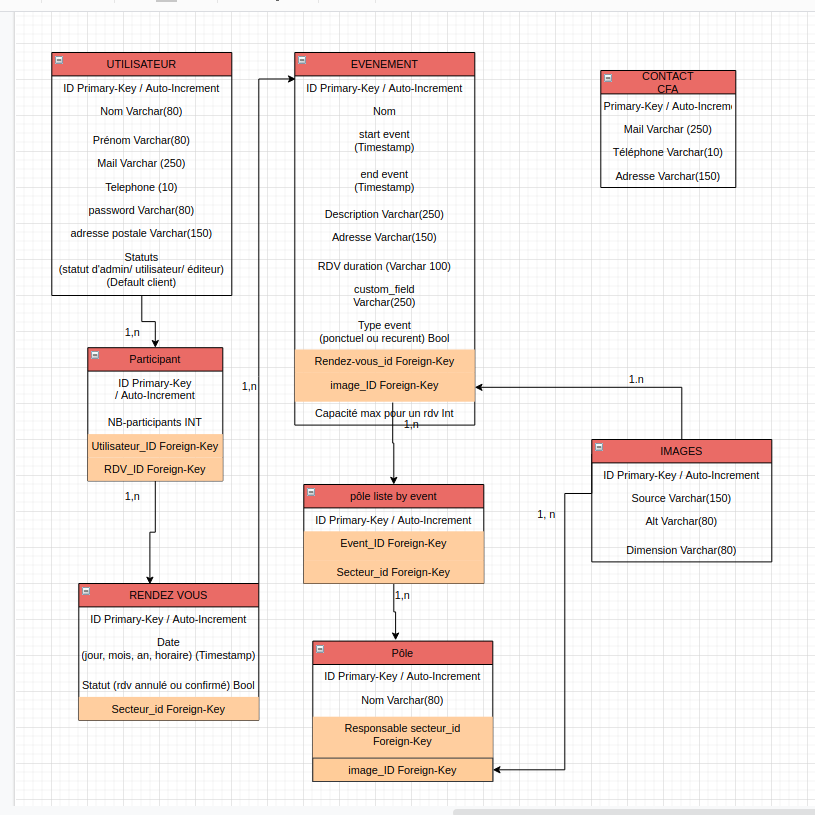 UTILISATEUR
ID Primary-Key / Auto-Increment
Nom Varchar(80)
Prénom Varchar(80)
Mail Varchar (250)
Telephone (10)
password Varchar(80)
adresse postale Varchar(150)
Statuts
(statut d'admin/ utilisateur/ éditeur)
(Default client)
1,n
Participant
ID Primary-Key
/ Auto-Increment
NB-participants INT
Utilisateur_ID Foreign-Key
RDV_ID Foreign-Key
1,n
RENDEZ VOUS
ID Primary-Key / Auto-Increment
Date
(jour, mois, an, horaire) (Timestamp)
Statut (rdv annulé ou confirmé) Bool
Secteur_id Foreign-Key
1,n
EVENEMENT
ID Primary-Key / Auto-Increment
Nom
start event
(Timestamp)
end event
(Timestamp)
Description Varchar(250)
Adresse Varchar(150)
RDV duration (Varchar 100)
custom_field
Varchar(250)
Type event
(ponctuel ou recurent) Bool
Rendez-vous_id Foreign-Key
image_ID Foreign-Key
Capacité max pour un rdv Int
1,n
pôle liste by event
ID Primary-Key / Auto-Increment
Event_ID Foreign-Key
Secteur_id Foreign-Key
1,n
Pôle
ID Primary-Key / Auto-Increment
Nom Varchar(80)
Responsable secteur_id
Foreign-Key
image_ID Foreign-Key
CONTACT
CFA
Primary-Key / Auto-Increm
Mail Varchar (250)
Téléphone Varchar(10)
Adresse Varchar(150)
1.n
IMAGES
ID Primary-Key / Auto-Increment
Source Varchar(150)
Alt Varchar(80)
Dimension Varchar(80)
1, n